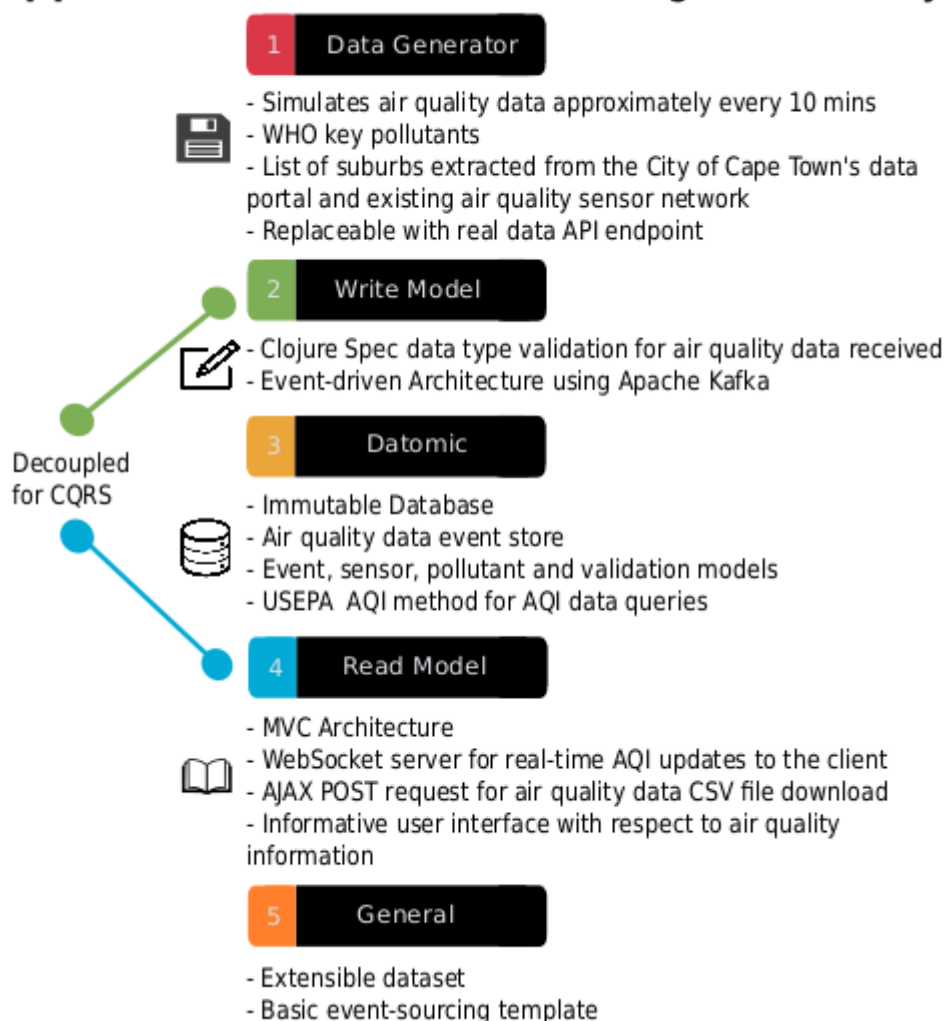 1 Data Generator
- Simulates air quality data approximately every 10 mins
- WHO key pollutants
- List of suburbs extracted from the City of Cape Town's data
portal and existing air quality sensor network
- Replaceable with real data API endpoint
2 Write Model
- Clojure Spec data type validation for air quality data received
- Event-driven Architecture using Apache Kafka
3 Datomic
Decoupled
for CQRS
- Immutable Database
- Air quality data event store
- Event, sensor, pollutant and validation models
- USEPA AQI method for AQI data queries
4 Read Model
- MVC Architecture
- WebSocket server for real-time AQI updates to the client
- AJAX POST request for air quality data CSV file download
- Informative user interface with respect to air quality
information
5 General
- Extensible dataset
- Basic event-sourcing template